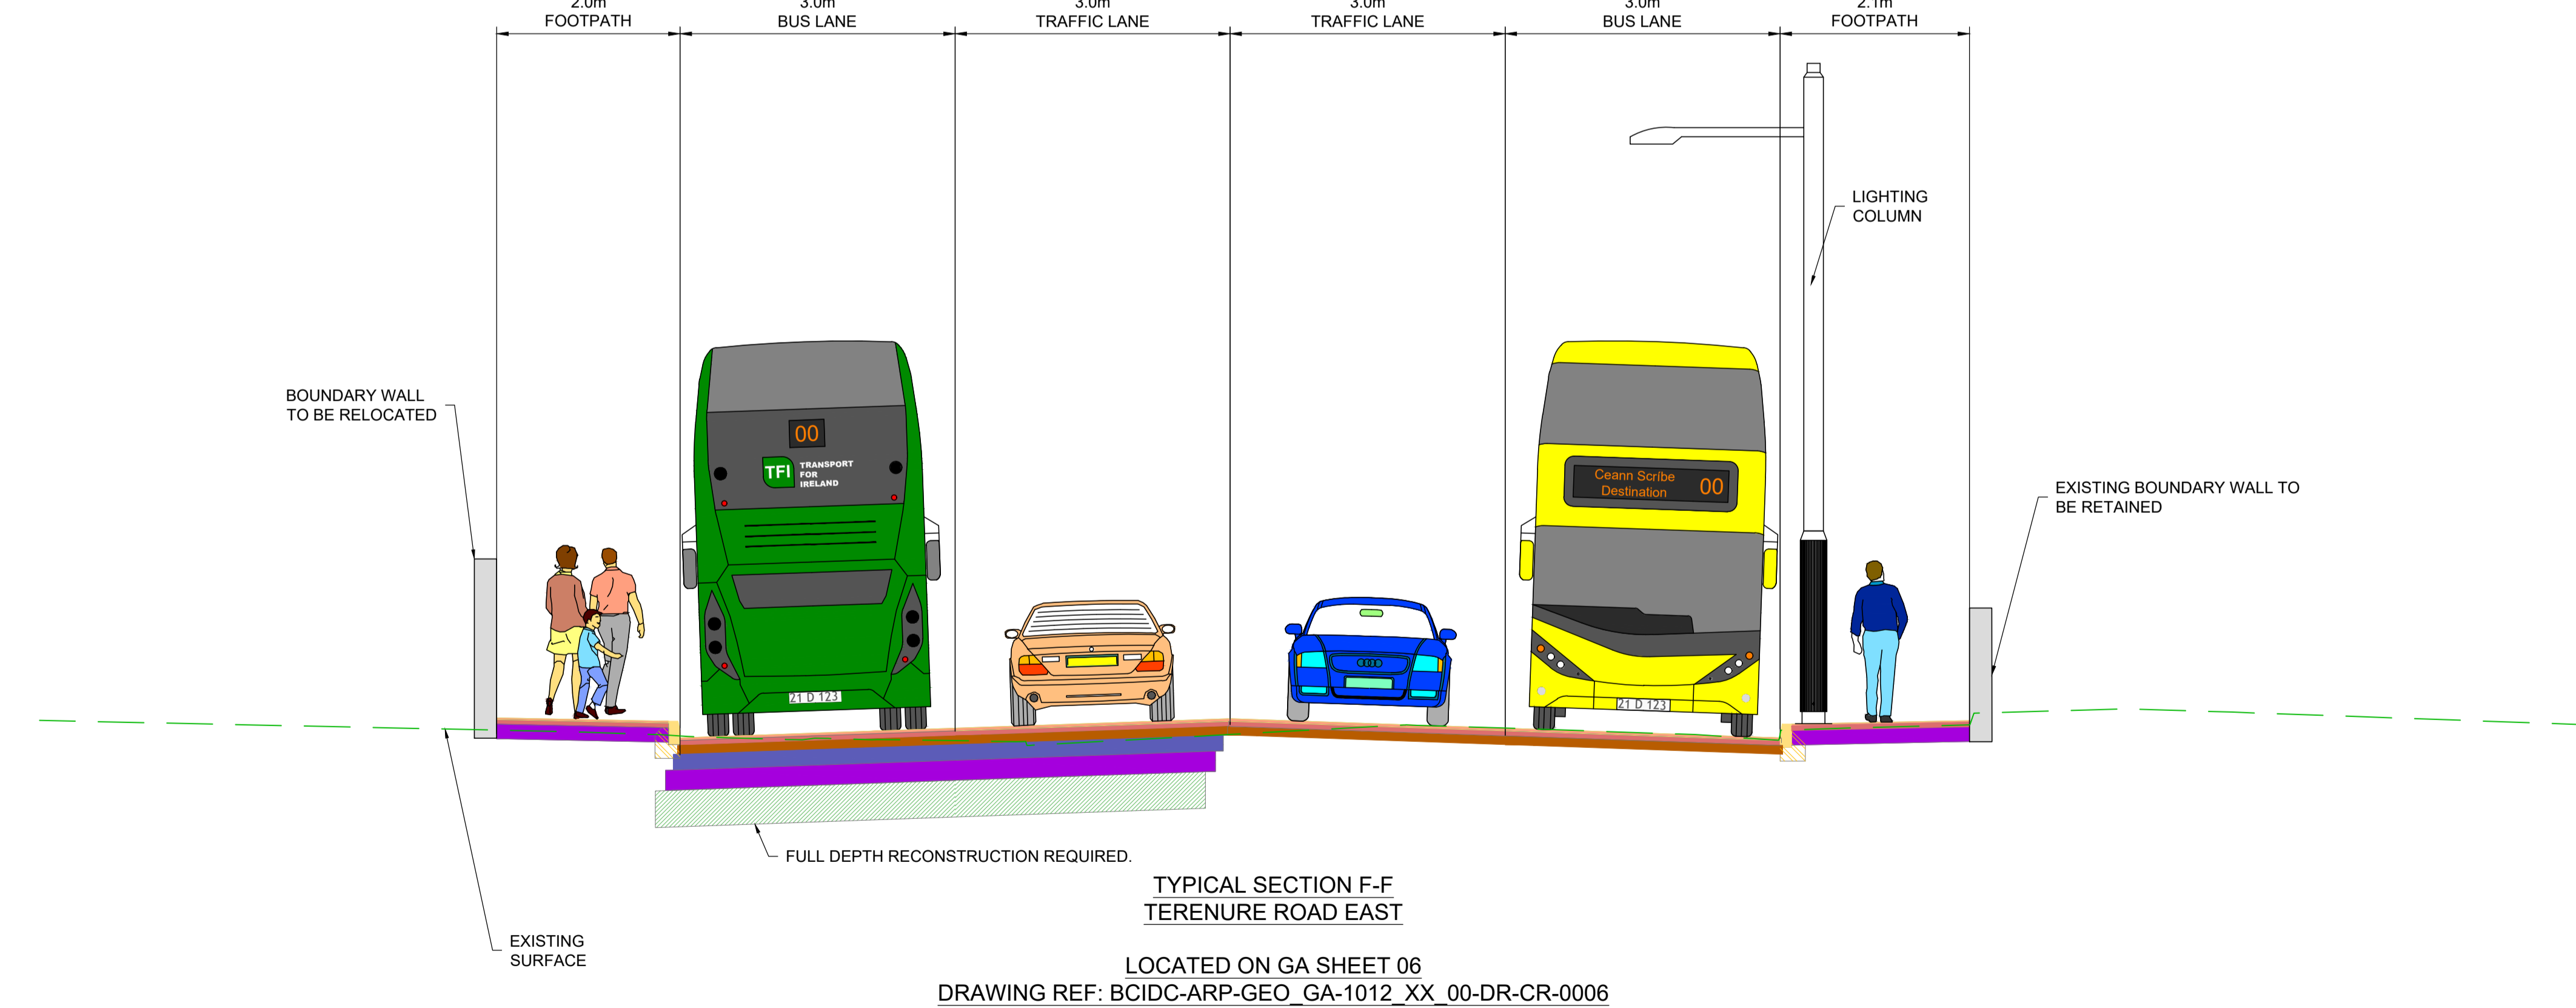 2.0m
FOOTPATH
3.0m
BUS LANE
3.0m
TRAFFIC LANE
3.0m
TRAFFIC LANE
3.0m
BUS LANE
2.1m
FOOTPATH
LIGHTING
COLUMN
BOUNDARY WALL
TO BE RELOCATED
00
TFI
TRANSPORT
FOR
IRELAND
Ceann Scríbe
Destination
00
EXISTING BOUNDARY WALL TO
BE RETAINED
21 D 123
21 D 123
FULL DEPTH RECONSTRUCTION REQUIRED.
EXISTING
SURFACE
TYPICAL SECTION F-F
TERENURE ROAD EAST
LOCATED ON GA SHEET 06
DRAWING REF: BCIDC-ARP-GEO_GA-1012_XX_00-DR-CR-0006